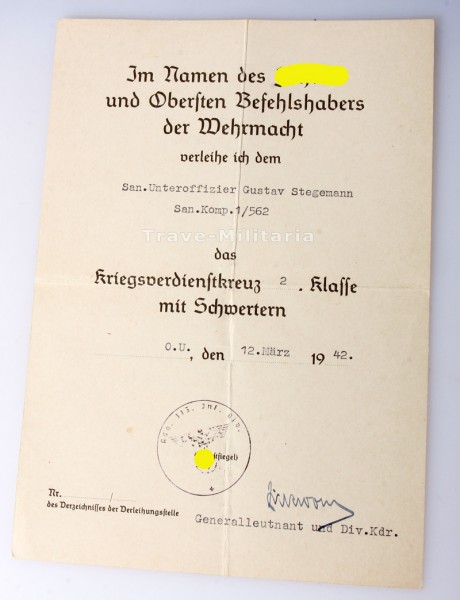 Im Namen des
und Obersten Befehlshabers
der Wehrmacht
verleihe ich dem
San.Unteroffizier Gustav Stegemann
San.Komp.1/562
Trave-Militaria
das
Kriegsverdienstkreuz 2 . Klasse
mit Schwertern
O.U., den 12.März 1942.
Inf. Div.
Nr. /
des Verzeichnisses der Verleihungsstelle
Generalleutnant und Div.Kdr.